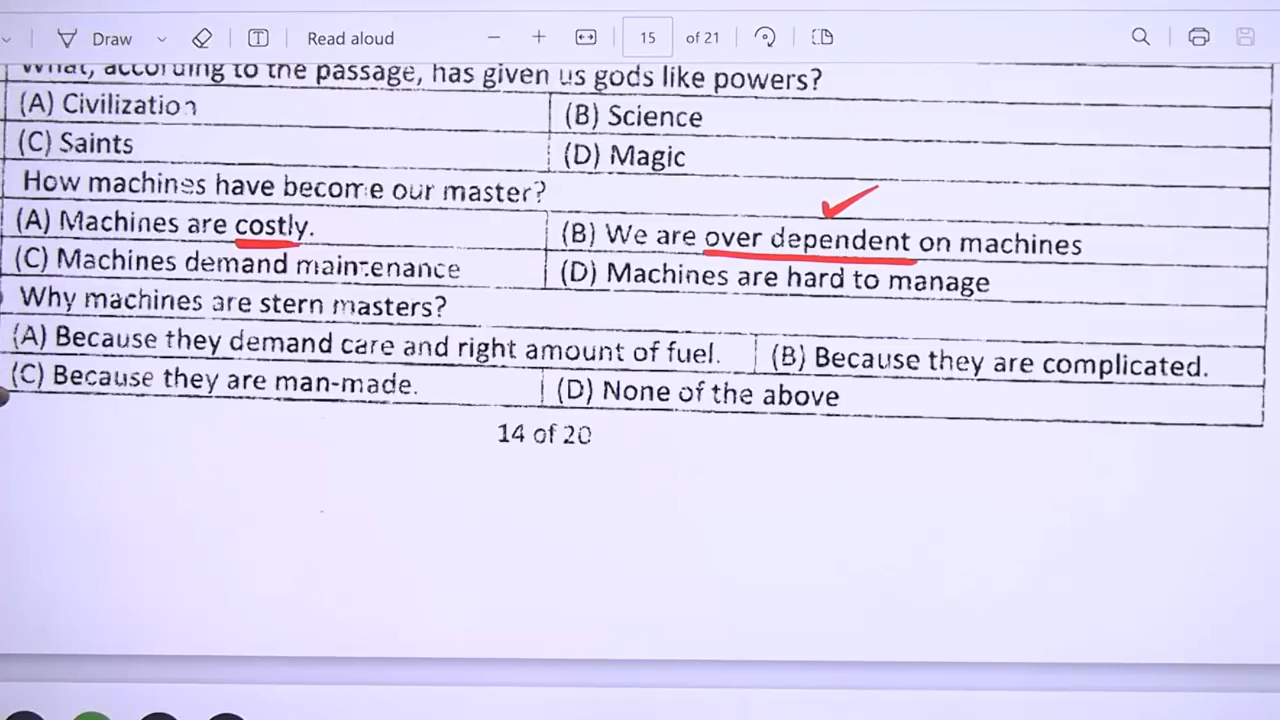 Draw
Read aloud
15
of 21
What, according to the passage, has given us gods like powers?
(A) Civilization
(B) Science
(C) Saints
(D) Magic
How machines have become our master?
(A) Machines are costly.
(B) We are over dependent on machines
(C) Machines demand maintenance
(D) Machines are hard to manage
Why machines are stern masters?
(A) Because they demand care and right amount of fuel.
(B) Because they are complicated.
(C) Because they are man-made.
(D) None of the above
14 of 20